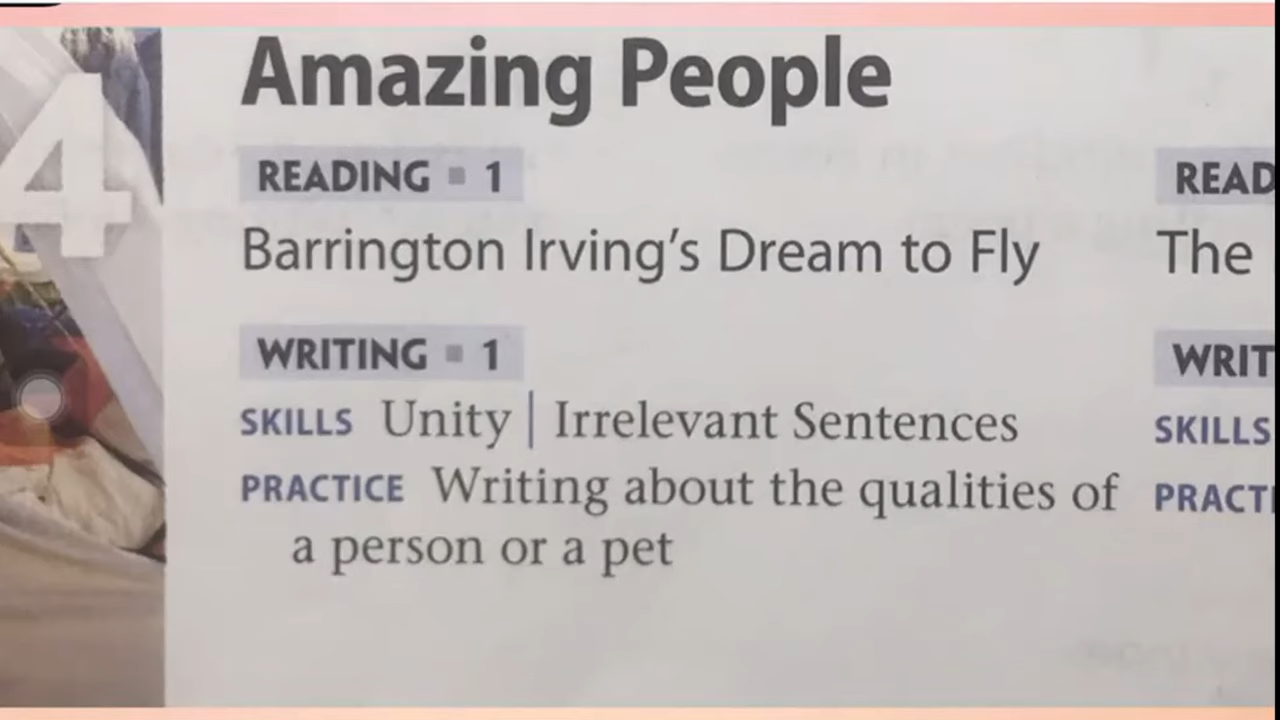 4
Amazing People
READING ▪ 1
Barrington Irving's Dream to Fly
WRITING ▪ 1
SKILLS Unity | Irrelevant Sentences
PRACTICE Writing about the qualities of
a person or a pet
READ
The
WRIT
SKILLS
PRACTI